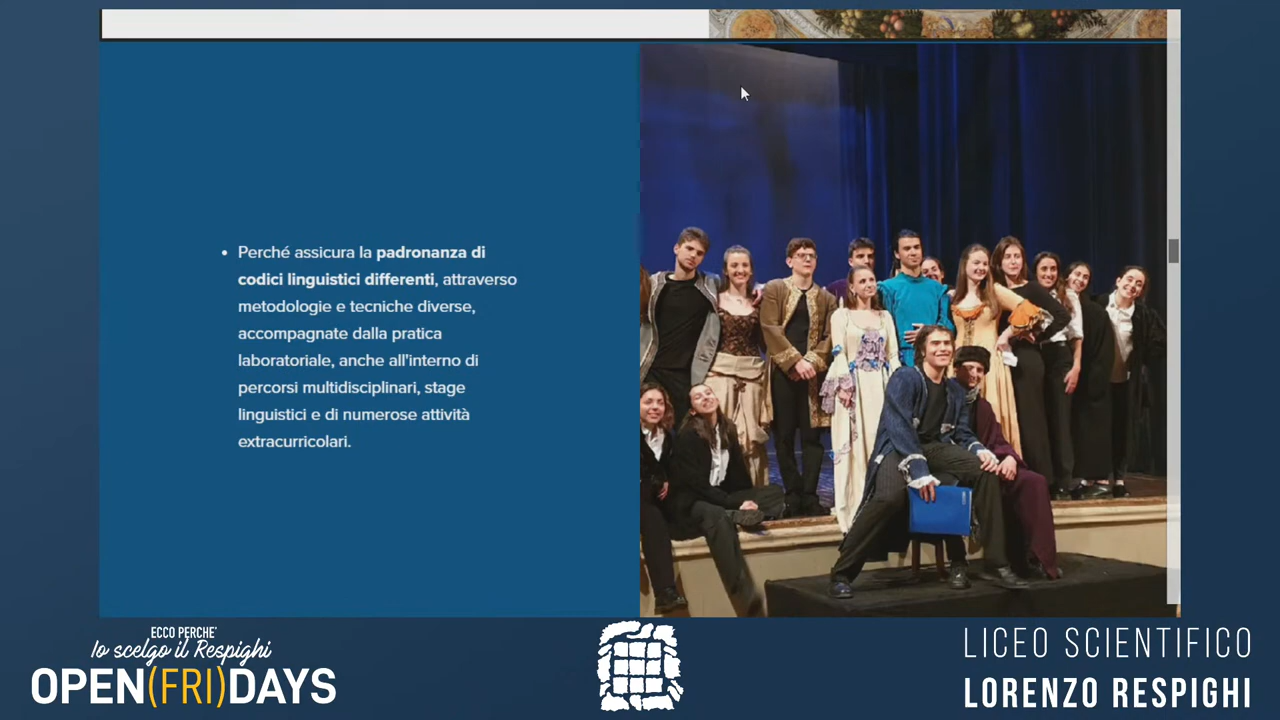 Perché assicura la padronanza di
codici linguistici differenti, attraverso
metodologie e tecniche diverse,
accompagnate dalla pratica
laboratoriale, anche all'interno di
percorsi multidisciplinari, stage
linguistici e di numerose attività
extracurricolari.
ECCO PERCHE'
Io scelgo il Respighi
OPEN(FRI)DAYS
LICEO SCIENTIFICO
LORENZO RESPIGHI